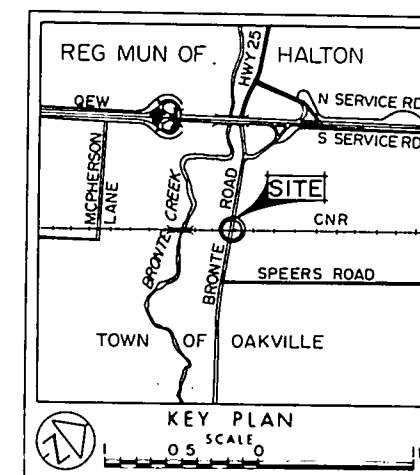 REG MUN OF. HALTON
HWY 25
QEW
N SERVICE RD
S SERVICE RD
MCPHERSON
LANE
BRONTE CREEK
BRONTE ROAD
SITE
CNR
SPEERS ROAD
TOWN OF OAKVILLE
KEY PLAN
SCALE
1 0 5 0
N